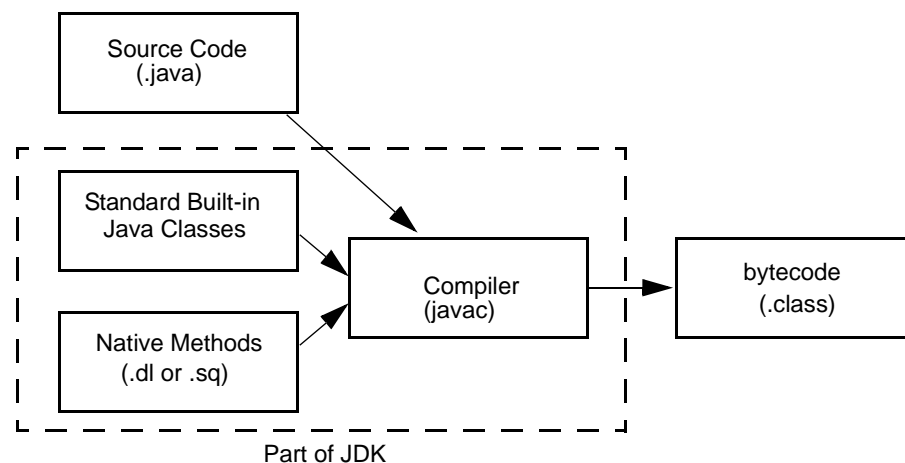 Source Code
(.java)
Standard Built-in
Java Classes
Compiler
(javac)
bytecode
(.class)
Native Methods
(.dl or .sq)
Part of JDK